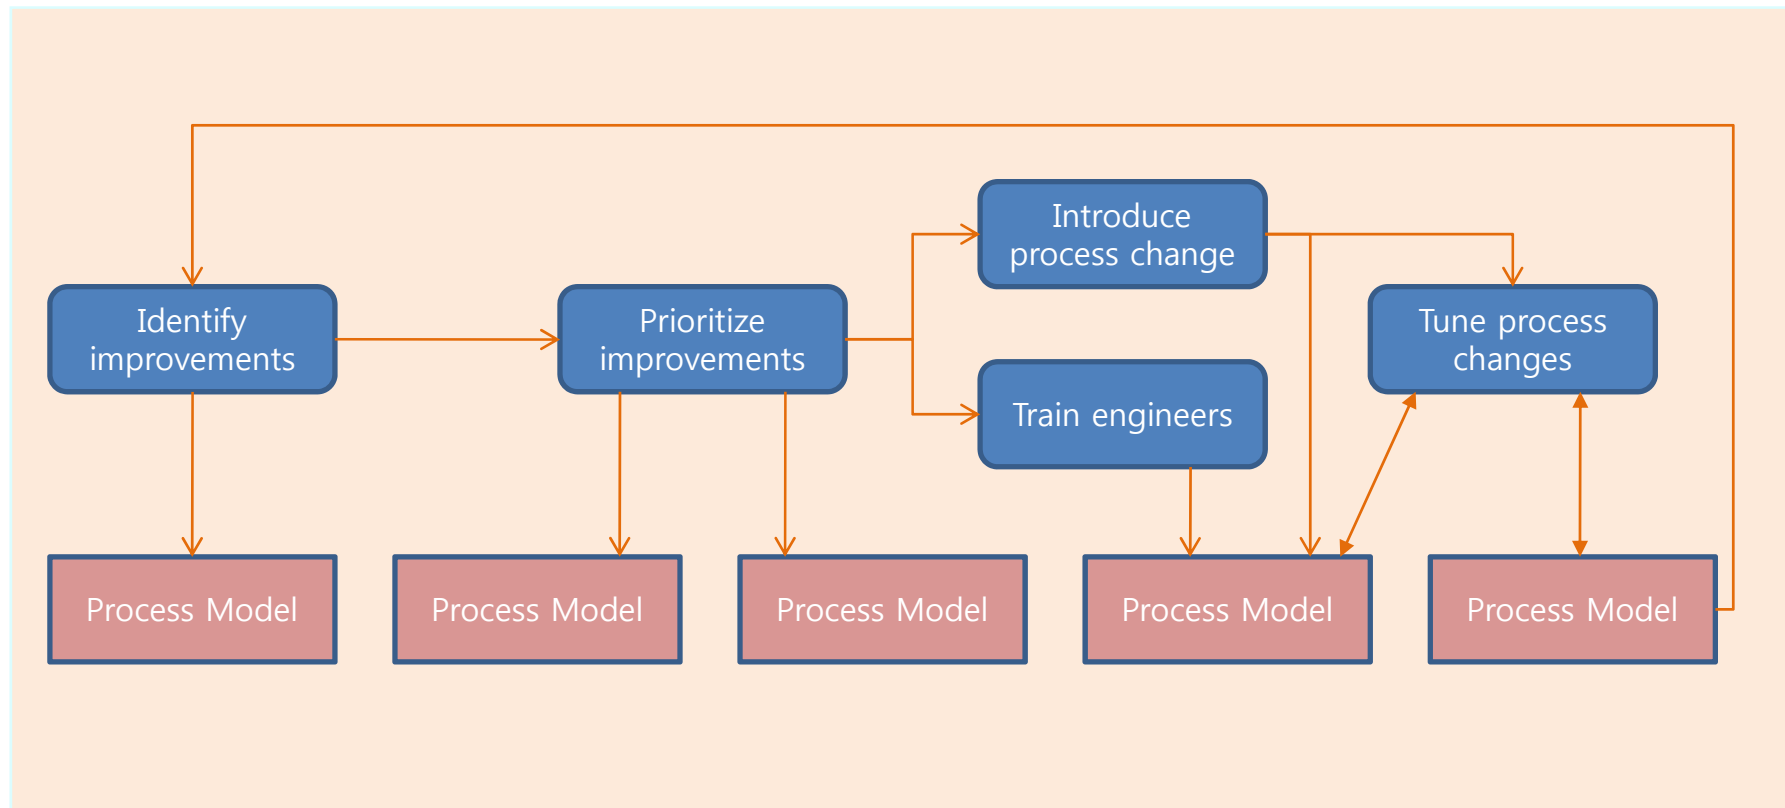 Introduce
process change
Identify
improvements
Prioritize
improvements
Tune process
changes
Train engineers
Process Model
Process Model
Process Model
Process Model
Process Model